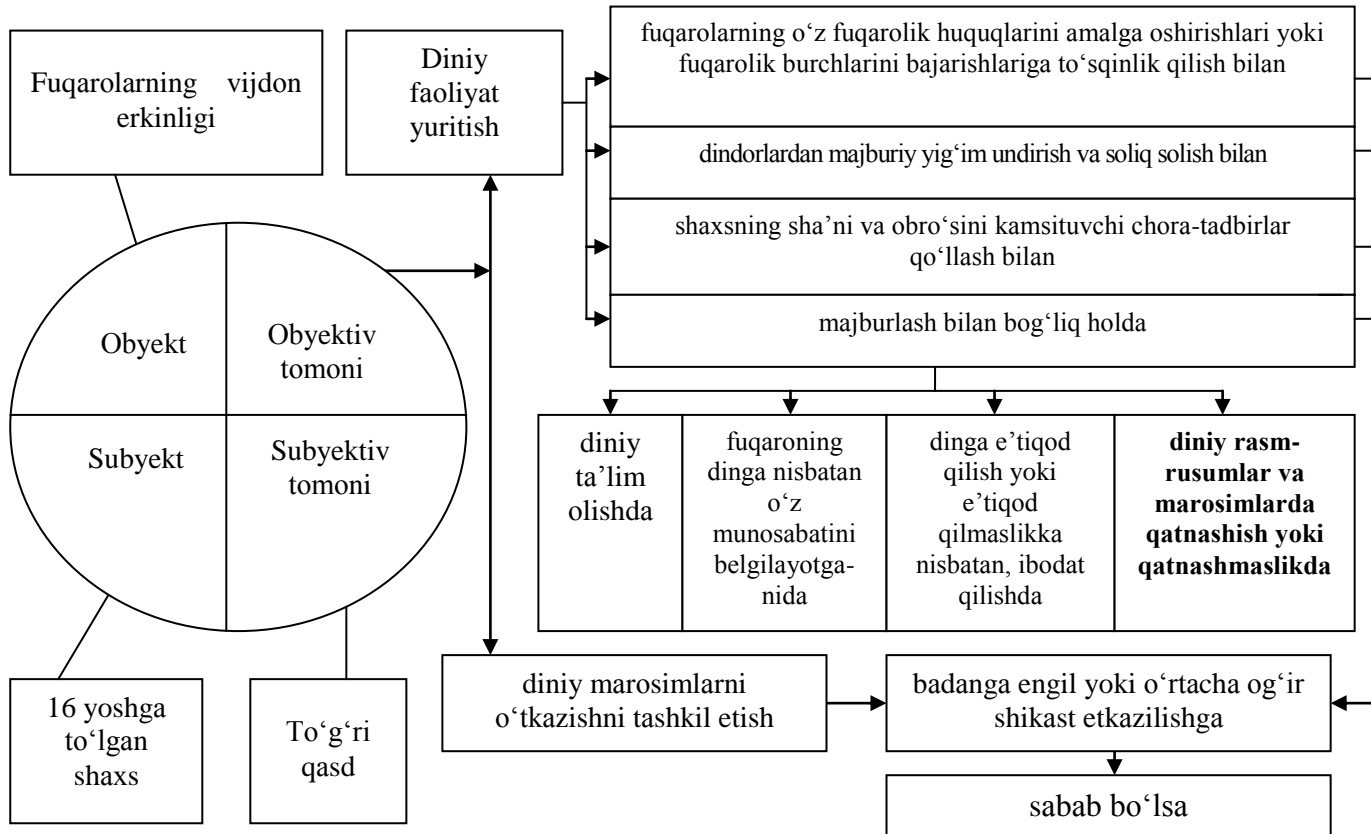 Fuqarolarning vijdon
erkinligi
Diniy
faoliyat
yuritish
fuqarolarning o‘z fuqarolik huquqlarini amalga oshirishlari yoki
fuqarolik burchlarini bajarishlariga to‘sqinlik qilish bilan
dindorlardan majburiy yig‘im undirish va soliq solish bilan
shaxsning sha’ni va obro‘sini kamsituvchi chora-tadbirlar
qo‘llash bilan
majburlash bilan bog‘liq holda
Obyekt
Obyektiv
tomoni
Subyekt
Subyektiv
tomoni
diniy
ta’lim
olishda
fuqaroning
dinga nisbatan
o‘z
munosabatini
belgilayotga-
nida
dinga e’tiqod
qilish yoki
e’tiqod
qilmaslikka
nisbatan, ibodat
qilishda
diniy rasm-
rusumlar va
marosimlarda
qatnashish yoki
qatnashmaslikda
16 yoshga
to‘lgan
shaxs
To‘g‘ri
qasd
diniy marosimlarni
o‘tkazishni tashkil etish
badanga engil yoki o‘rtacha og‘ir
shikast etkazilishga
sabab bo‘lsa